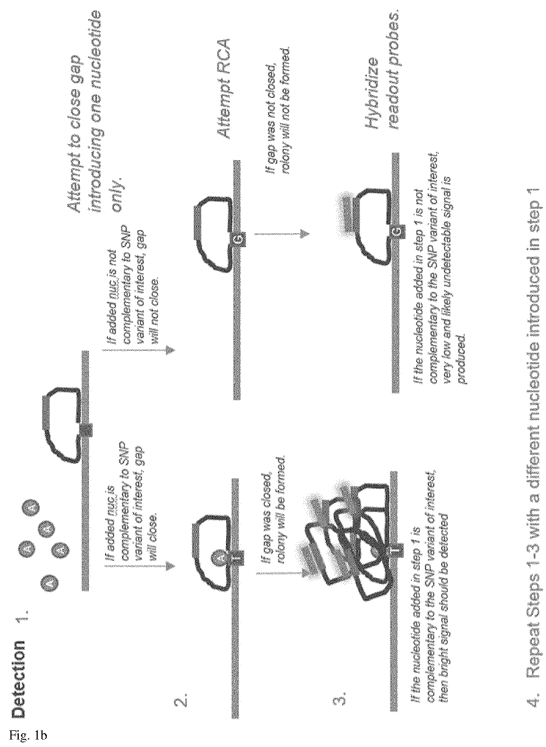 Detection
1.
A
A
A
A
A
Attempt to close gap
introducing one nucleotide
only.
If added nuc is
complementary to SNP
variant of interest, gap
will close.
If added nuc is not
complementary to SNP
variant of interest, gap
will not close.
2.
A
T
G
Attempt RCA
If gap was closed,
rolony will be formed.
If gap was not closed,
rolony will not be formed.
3.
T
G
Hybridize
readout probes.
If the nucleotide added in step 1 is
complementary to the SNP variant of interest,
then bright signal should be detected
If the nucleotide added in step 1 is not
complementary to the SNP variant of interest,
very low and likely undetectable signal is
produced.
4. Repeat Steps 1-3 with a different nucleotide introduced in step 1
Fig. 1b